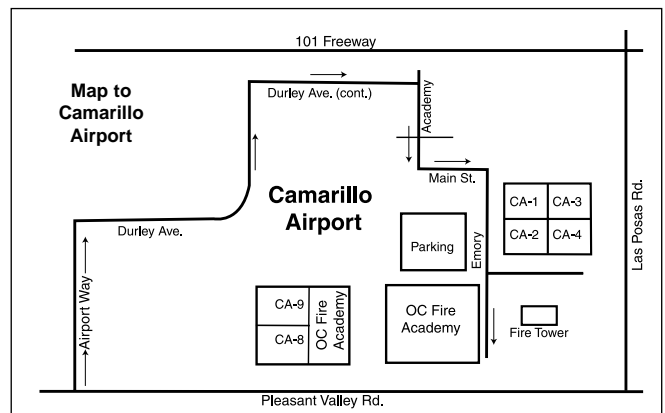 101 Freeway
Map to
Camarillo
Airport
Durley Ave. (cont.)
Academy
Main St.
Camarillo
Airport
CA-1
CA-3
CA-2
CA-4
Las Posas Rd.
Durley Ave.
Parking
Emory
Airport Way
CA-9
CA-8
OC Fire
Academy
OC Fire
Academy
Fire Tower
Pleasant Valley Rd.